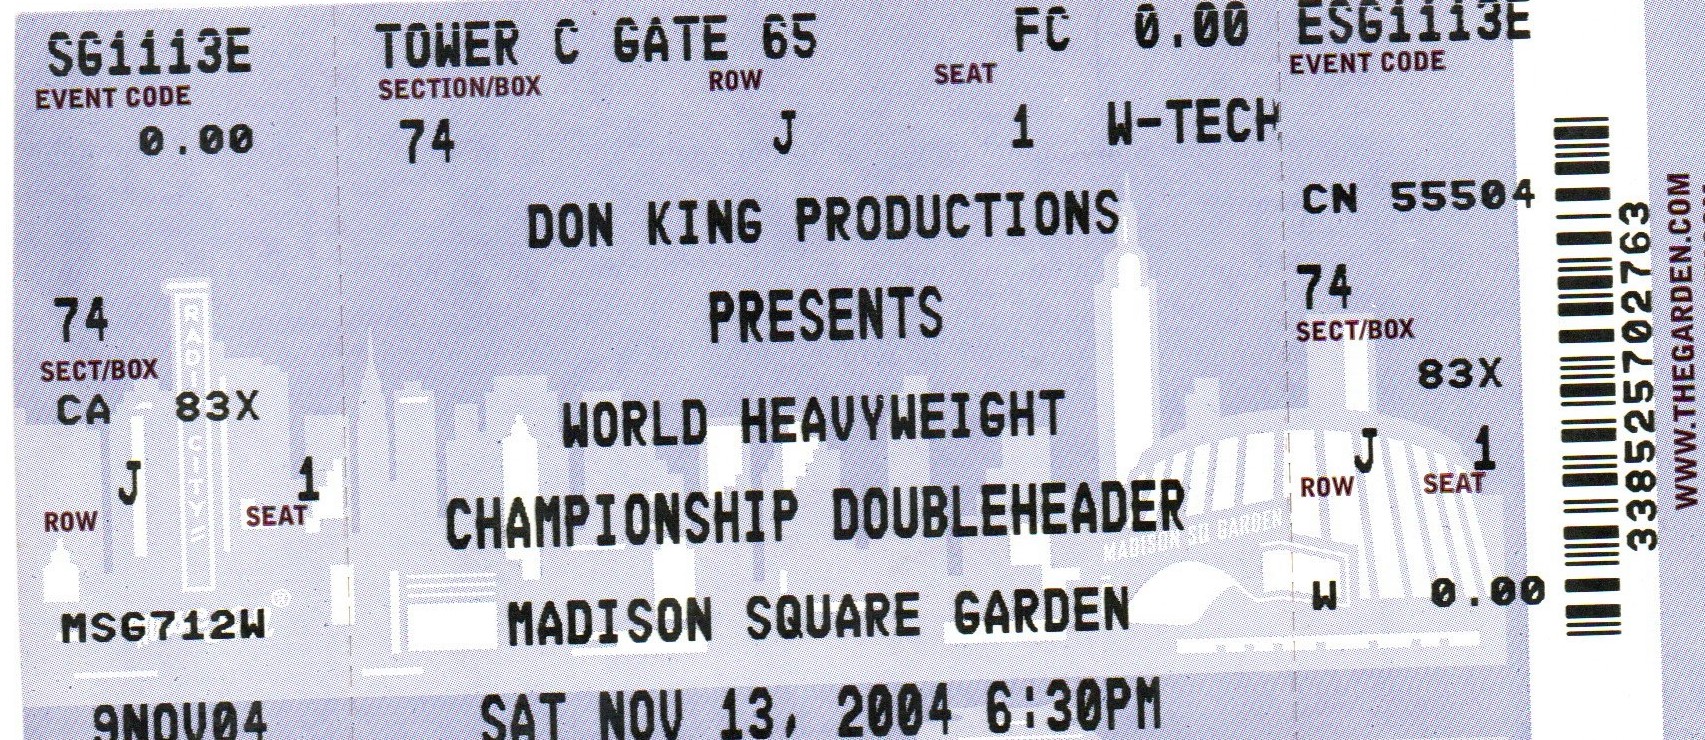 SG1113E TOWER C GATE 65 FC 0.00 ESG1113E
EVENT CODE SECTION/BOX ROW SEAT EVENT CODE
0.00 74 J 1 W-TECH
DON KING PRODUCTIONS CN 55504
74 PRESENTS 74
SECT/BOX SECT/BOX
CA 83X WORLD HEAVYWEIGHT 83X
J 1 J 1
ROW SEAT CHAMPIONSHIP DOUBLEHEADER ROW SEAT
RADIO CITY
MADISON SQ GARDEN
MSG712W MADISON SQUARE GARDEN W 0.00
9NOV04 SAT NOV 13, 2004 6:30PM
338525702763
WWW.THEGARDEN.COM